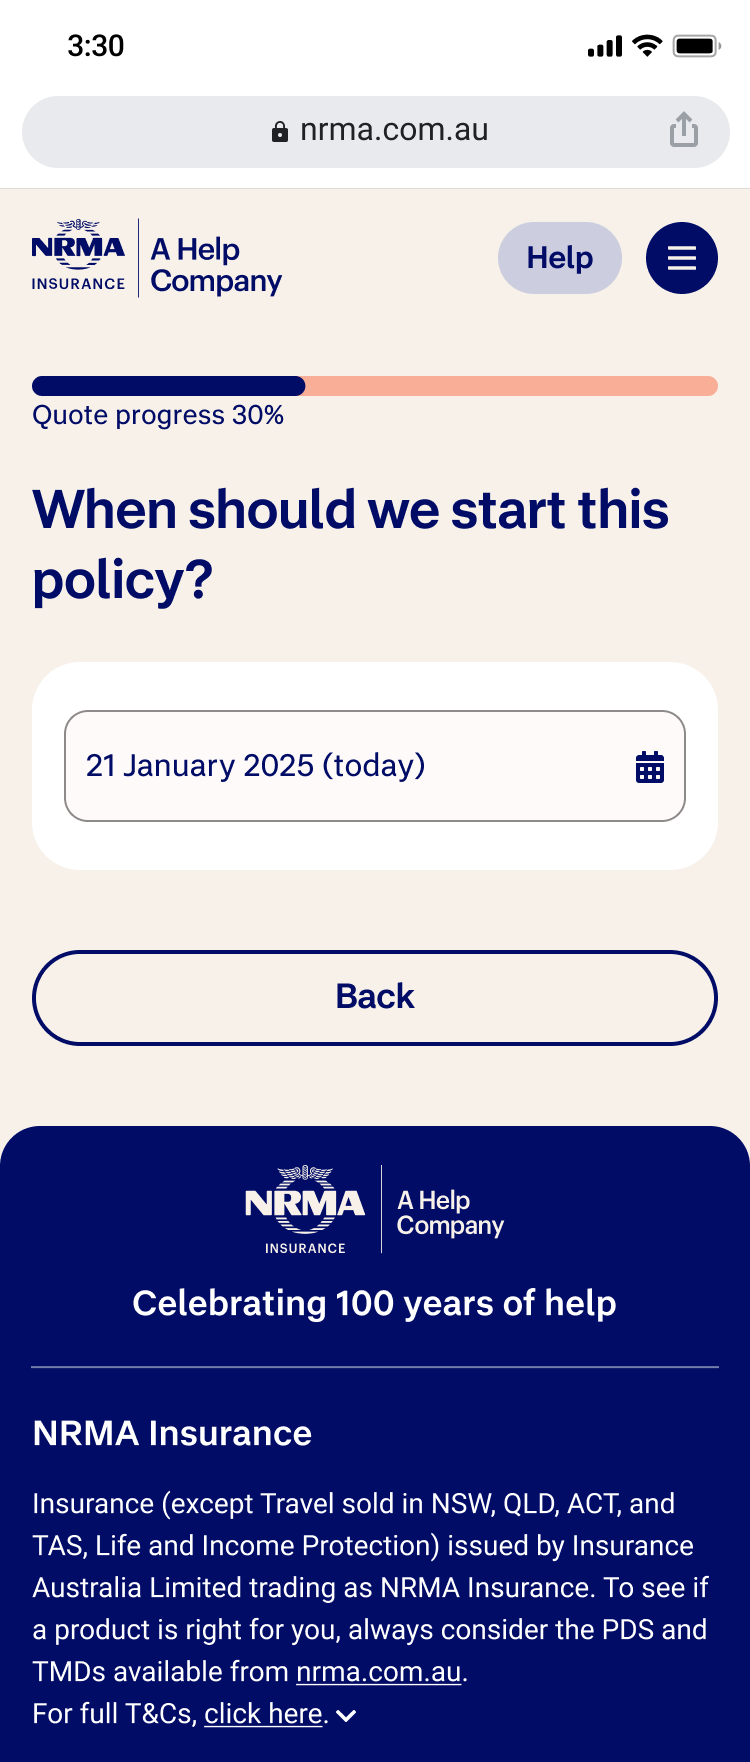 3:30
nrma.com.au
NRMA
INSURANCE
A Help
Company
Help
Quote progress 30%
When should we start this
policy?
21 January 2025 (today)
Back
NRMA
INSURANCE
A Help
Company
Celebrating 100 years of help
NRMA Insurance
Insurance (except Travel sold in NSW, QLD, ACT, and
TAS, Life and Income Protection) issued by Insurance
Australia Limited trading as NRMA Insurance. To see if
a product is right for you, always consider the PDS and
TMDs available from nrma.com.au.
For full T&Cs, click here.